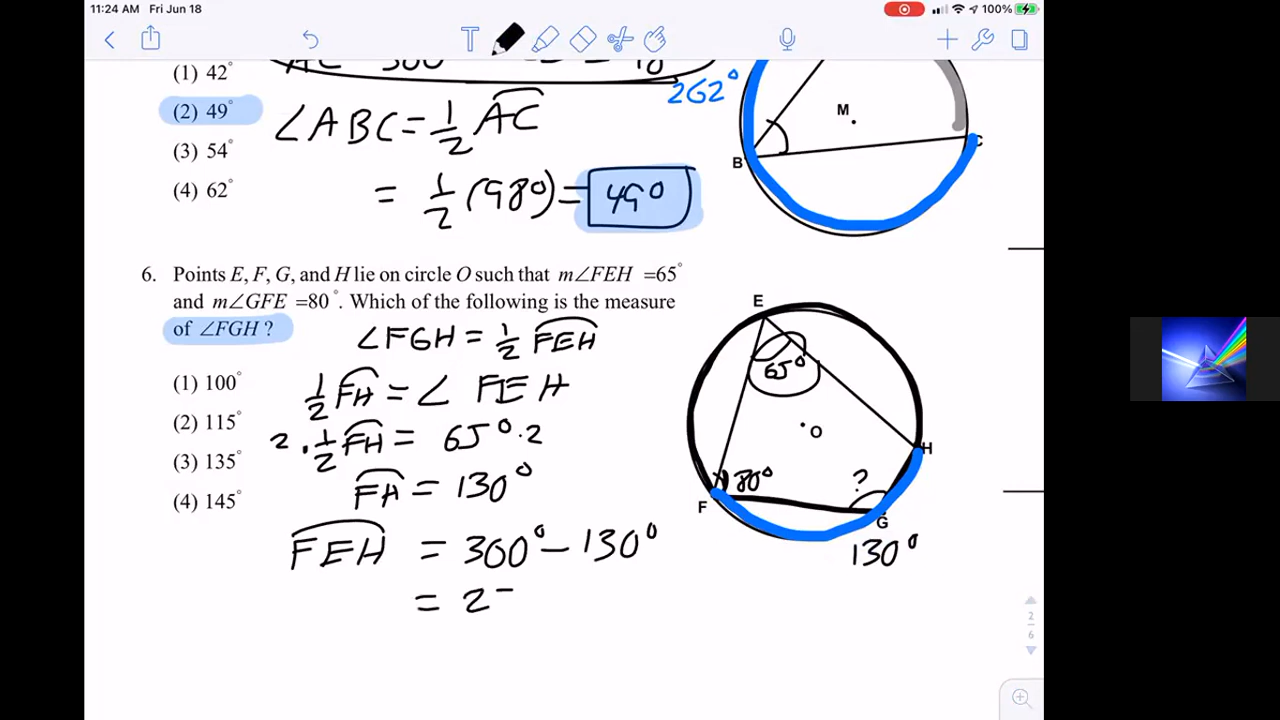 11:24 AM Fri Jun 18
100%
T
(1) 42°
(2) 49°
(3) 54°
(4) 62°
262°
∠ABC = 1/2 AC
= 1/2 (98°) = 49°
M
B
C
6. Points E, F, G, and H lie on circle O such that m∠FEH =65°
and m∠GFE =80°. Which of the following is the measure
of ∠FGH ?
∠FGH = 1/2 FEH
(1) 100°
(2) 115°
(3) 135°
(4) 145°
1/2 FH = ∠ FEH
2 · 1/2 FH = 65° · 2
FH = 130°
FEH = 360° − 130°
= 2
E
65°
O
H
80°
?
F
G
130°
2
6